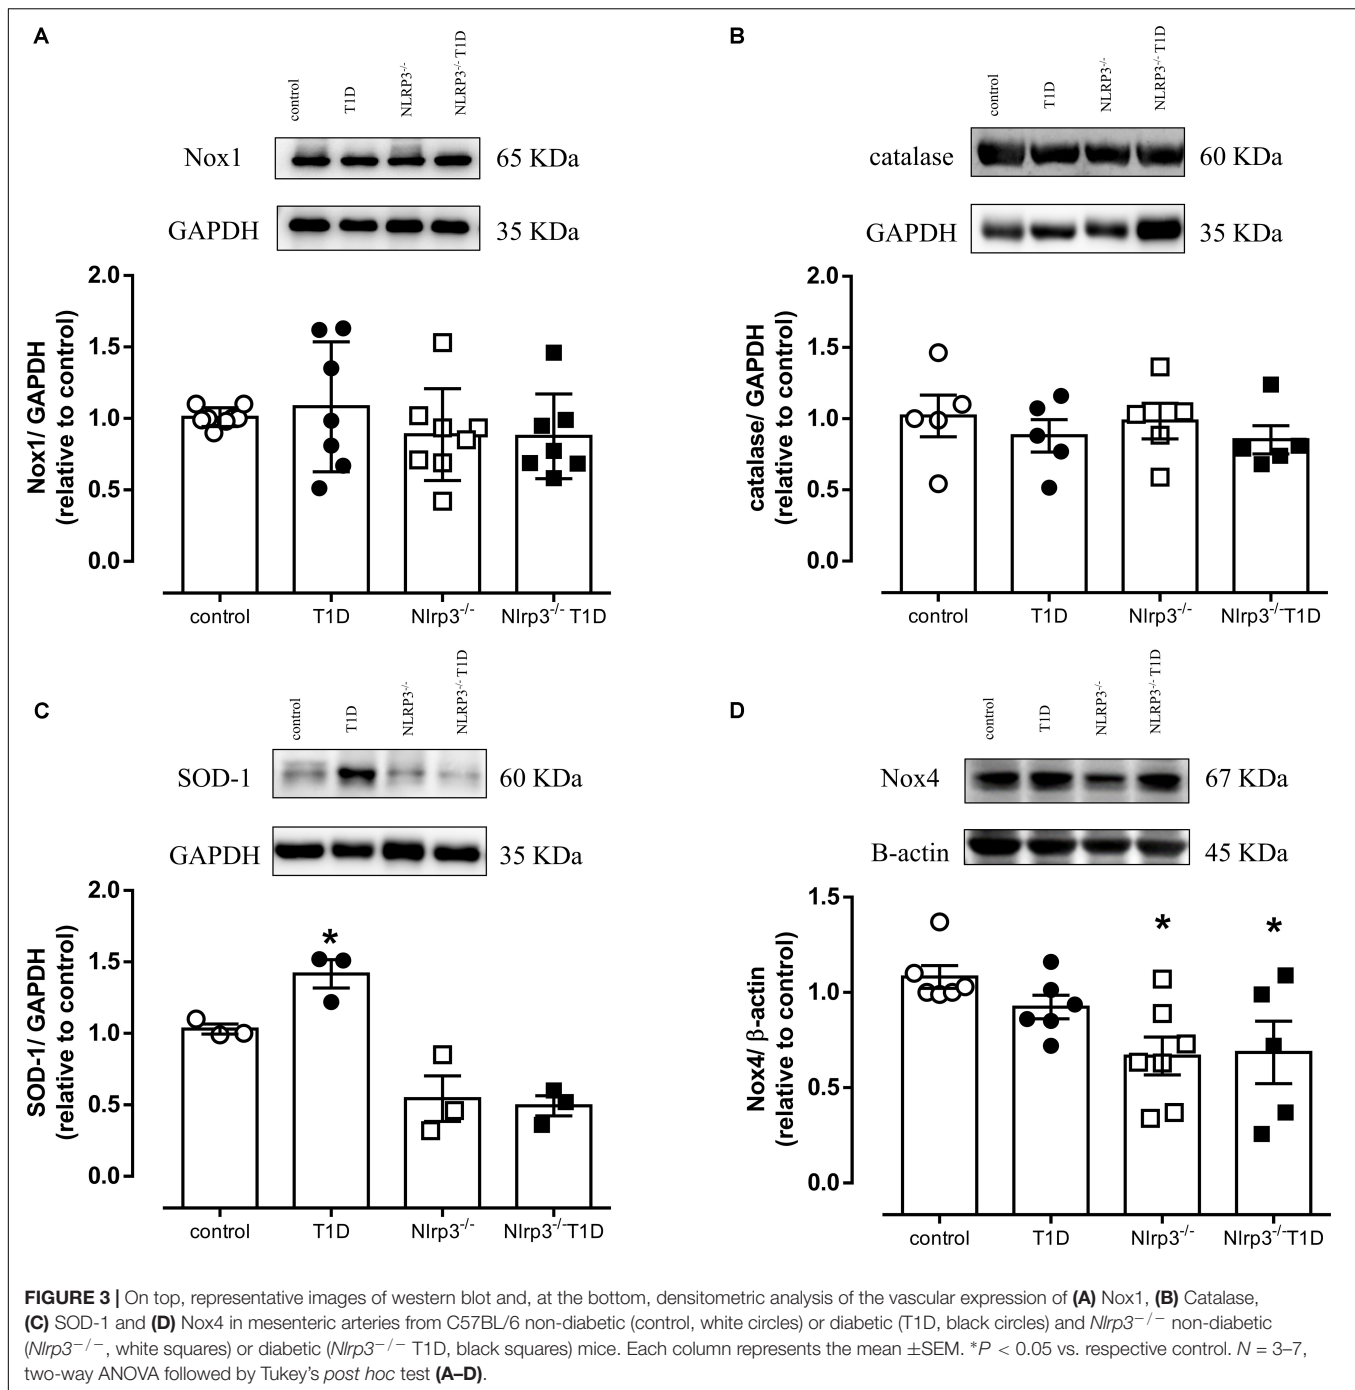 A
control
T1D
NLRP3-/-
NLRP3-/- T1D
Nox1
65 KDa
GAPDH
35 KDa
Nox1/ GAPDH
(relative to control)
2.0
1.5
1.0
0.5
0.0
control
T1D
Nlrp3-/-
Nlrp3-/- T1D
B
control
T1D
NLRP3-/-
NLRP3-/- T1D
catalase
60 KDa
GAPDH
35 KDa
catalase/ GAPDH
(relative to control)
2.0
1.5
1.0
0.5
0.0
control
T1D
Nlrp3-/-
Nlrp3-/-T1D
C
control
T1D
NLRP3-/-
NLRP3-/- T1D
SOD-1
60 KDa
GAPDH
35 KDa
SOD-1/ GAPDH
(relative to control)
2.0
1.5
1.0
0.5
0.0
*
control
T1D
Nlrp3-/-
Nlrp3-/-T1D
D
control
T1D
NLRP3-/-
NLRP3-/- T1D
Nox4
67 KDa
B-actin
45 KDa
Nox4/ β-actin
(relative to control)
1.5
1.0
0.5
0.0
*
*
control
T1D
Nlrp3-/-
Nlrp3-/-T1D
FIGURE 3 | On top, representative images of western blot and, at the bottom, densitometric analysis of the vascular expression of (A) Nox1, (B) Catalase,
(C) SOD-1 and (D) Nox4 in mesenteric arteries from C57BL/6 non-diabetic (control, white circles) or diabetic (T1D, black circles) and Nlrp3−/− non-diabetic
(Nlrp3−/−, white squares) or diabetic (Nlrp3−/− T1D, black squares) mice. Each column represents the mean ±SEM. *P < 0.05 vs. respective control. N = 3–7,
two-way ANOVA followed by Tukey's post hoc test (A–D).